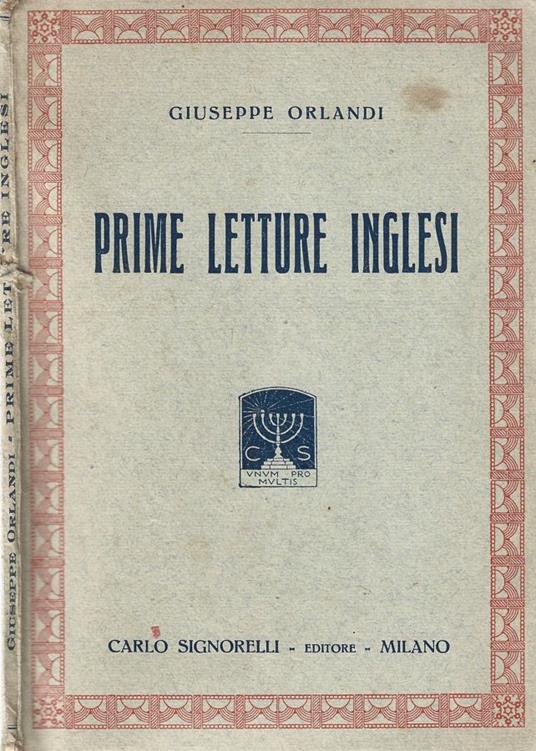 GIUSEPPE ORLANDI
PRIME LETTURE INGLESI
C S
VNVM PRO
MVLTIS
CARLO SIGNORELLI - EDITORE - MILANO
GIUSEPPE ORLANDI - PRIME LETTURE INGLESI